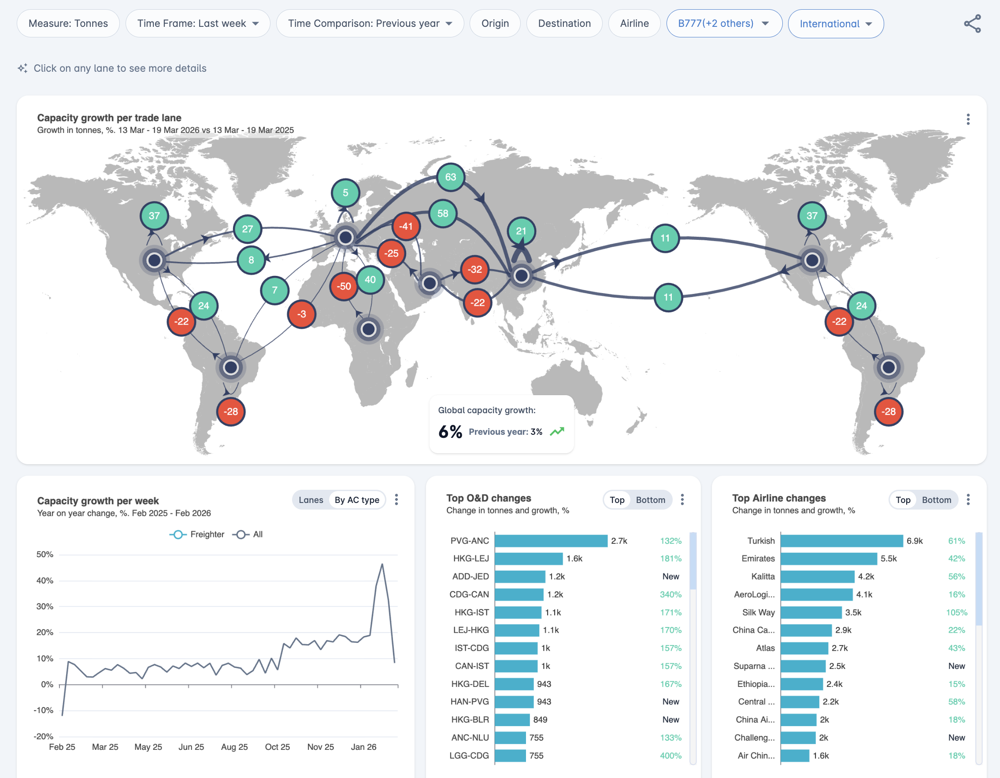 Measure: Tonnes
Time Frame: Last week
Time Comparison: Previous year
Origin
Destination
Airline
B777(+2 others)
International
Click on any lane to see more details
Capacity growth per trade lane
Growth in tonnes, %. 13 Mar - 19 Mar 2026 vs 13 Mar - 19 Mar 2025
63
5
58
37
37
-41
27
21
11
-25
8
-32
40
-50
7
11
-22
24
24
-3
-22
-22
-28
-28
Global capacity growth:
6% Previous year: 3%
Capacity growth per week
Year on year change, %. Feb 2025 - Feb 2026
Lanes By AC type
Freighter All
50%
40%
30%
20%
10%
0%
-10%
-20%
Feb 25 Mar 25 May 25 Jun 25 Aug 25 Oct 25 Nov 25 Jan 26
Top O&D changes
Change in tonnes and growth, %
Top Bottom
PVG-ANC 2.7k 132%
HKG-LEJ 1.6k 181%
ADD-JED 1.2k New
CDG-CAN 1.2k 340%
HKG-IST 1.1k 171%
LEJ-HKG 1.1k 170%
IST-CDG 1k 157%
CAN-IST 1k 157%
HKG-DEL 943 167%
HAN-PVG 943 New
HKG-BLR 849 New
ANC-NLU 755 133%
LGG-CDG 755 400%
Top Airline changes
Change in tonnes and growth, %
Top Bottom
Turkish 6.9k 61%
Emirates 5.5k 42%
Kalitta 4.2k 56%
AeroLogi... 4.1k 16%
Silk Way 3.5k 105%
China Ca... 2.9k 22%
Atlas 2.7k 43%
Suparna ... 2.5k New
Ethiopia... 2.4k 15%
Central ... 2.2k 58%
China Ai... 2k 18%
Challeng... 2k New
Air Chin... 1.6k 18%